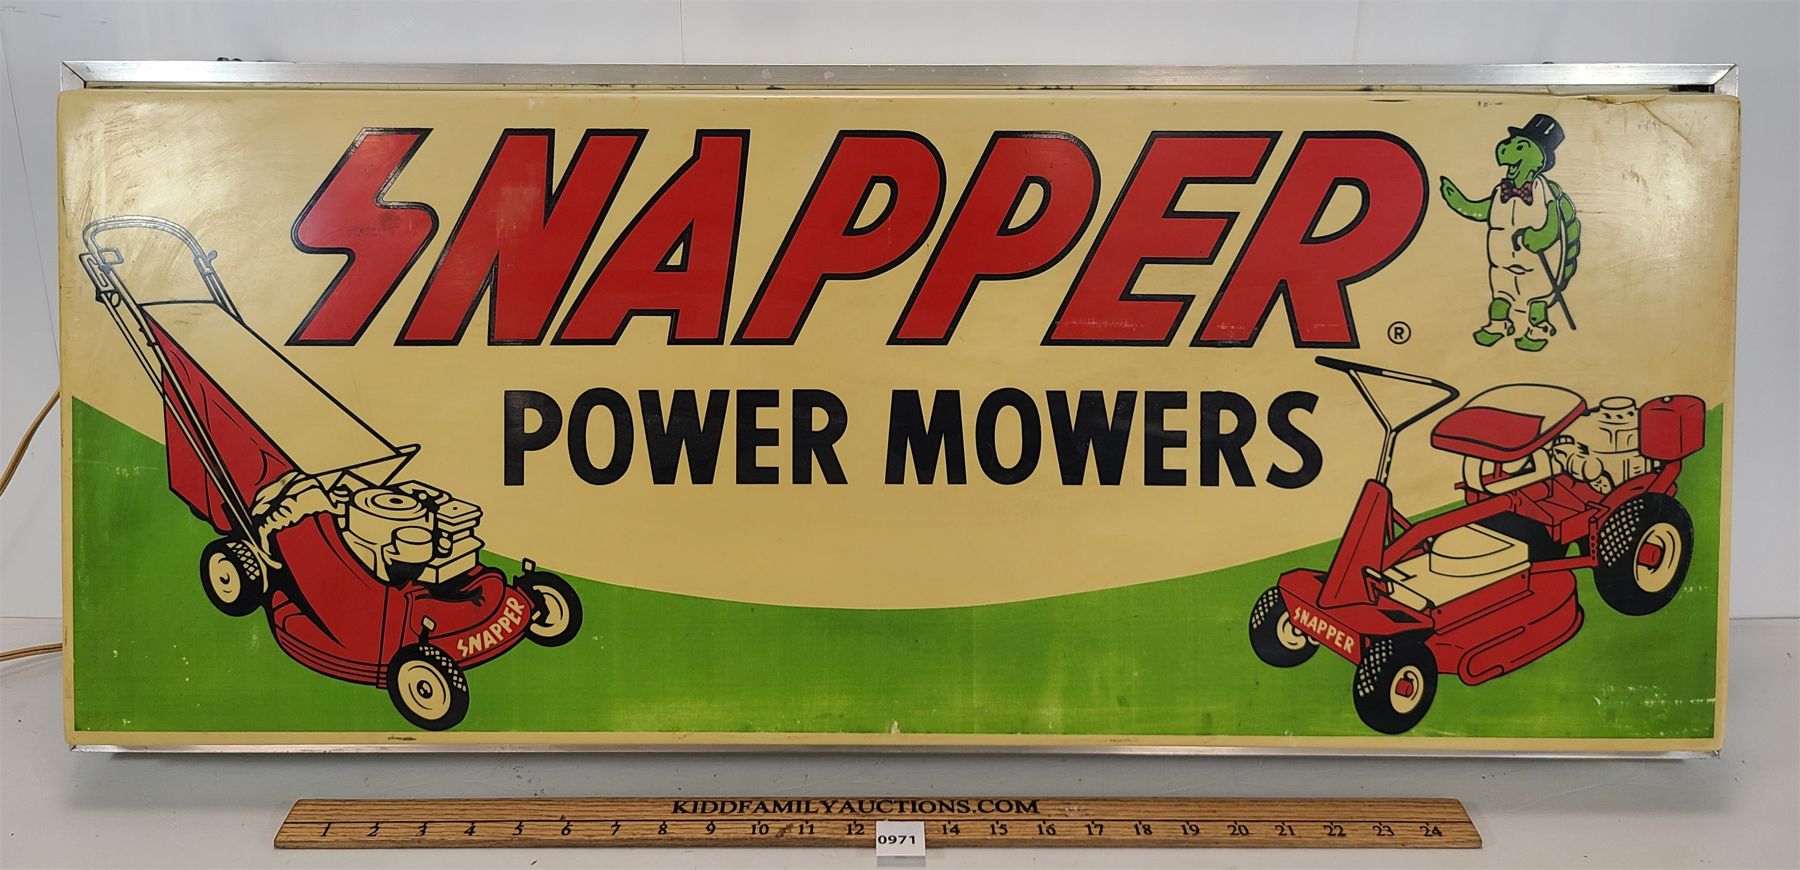 SNAPPER®
POWER MOWERS
SNAPPER
SNAPPER
KIDDFAMILYAUCTIONS.COM
1 2 3 4 5 6 7 8 9 10 11 12 14 15 16 17 18 19 20 21 22 23 24
0971